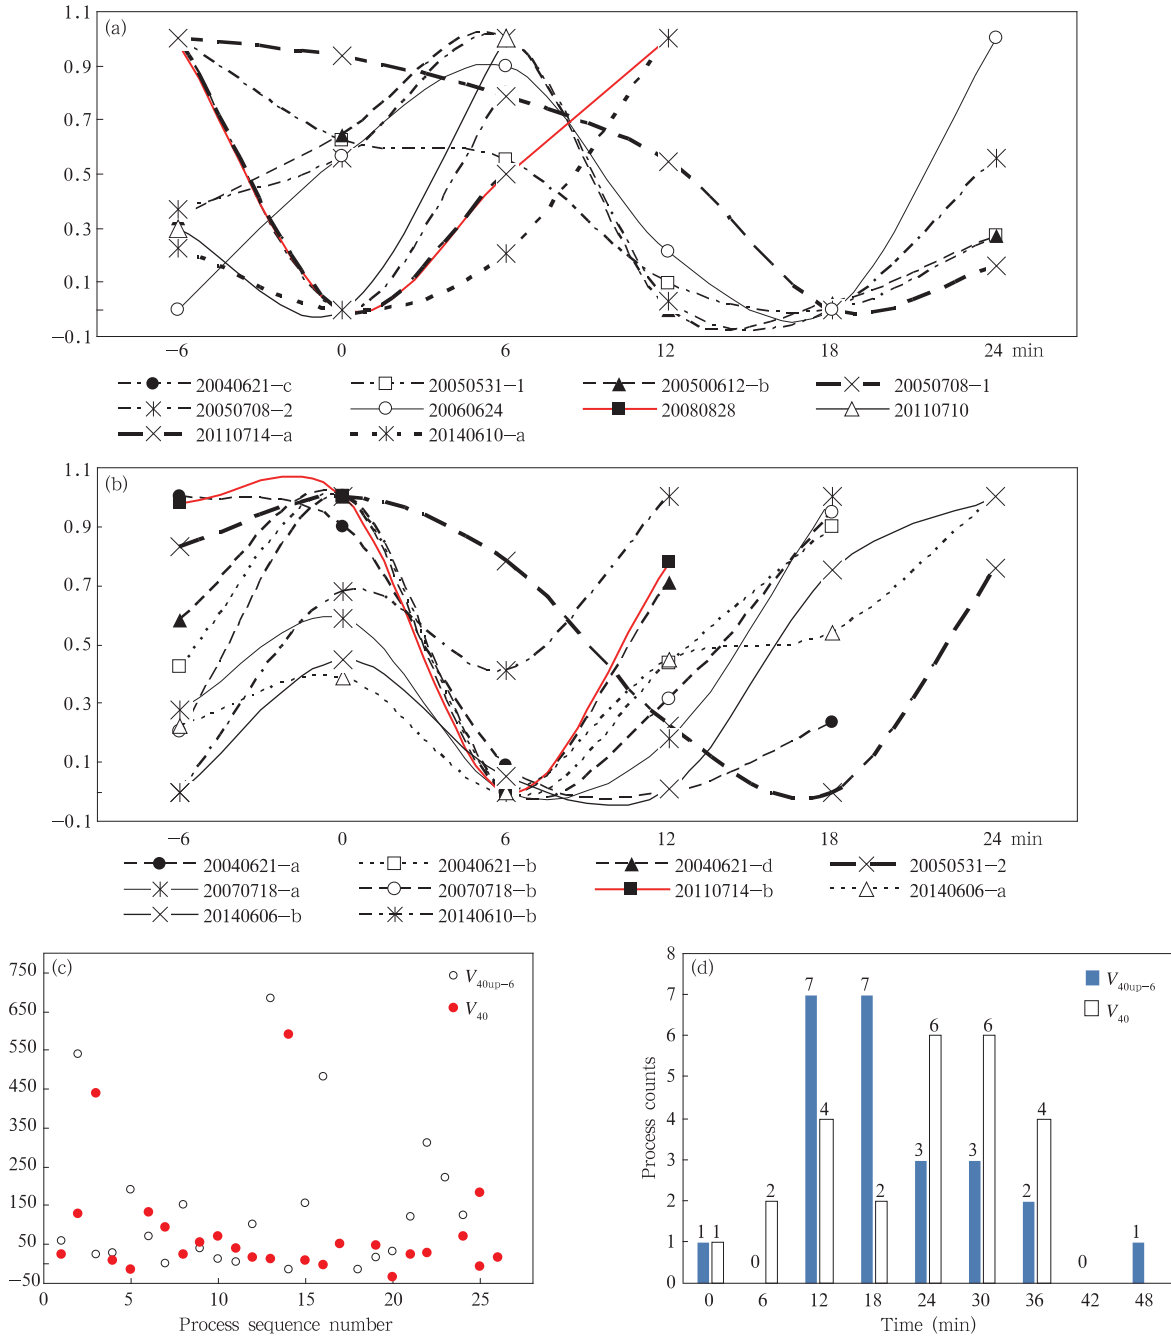 (a)
1.1
0.9
0.7
0.5
0.3
0.1
−0.1
−6 0 6 12 18 24 min
20040621−c 20050531−1 200500612−b 20050708−1
20050708−2 20060624 20080828 20110710
20110714−a 20140610−a
(b)
1.1
0.9
0.7
0.5
0.3
0.1
−0.1
−6 0 6 12 18 24 min
20040621−a 20040621−b 20040621−d 20050531−2
20070718−a 20070718−b 20110714−b 20140606−a
20140606−b 20140610−b
(c)
750
650
550
450
350
250
150
50
−50
0 5 10 15 20 25
Process sequence number
V40up−6
V40
(d)
8
7
6
5
4
3
2
1
0
Process counts
1 1 0 2 7 4 7 2 3 6 3 6 2 4 0 1
0 6 12 18 24 30 36 42 48
Time (min)
V40up−6
V40